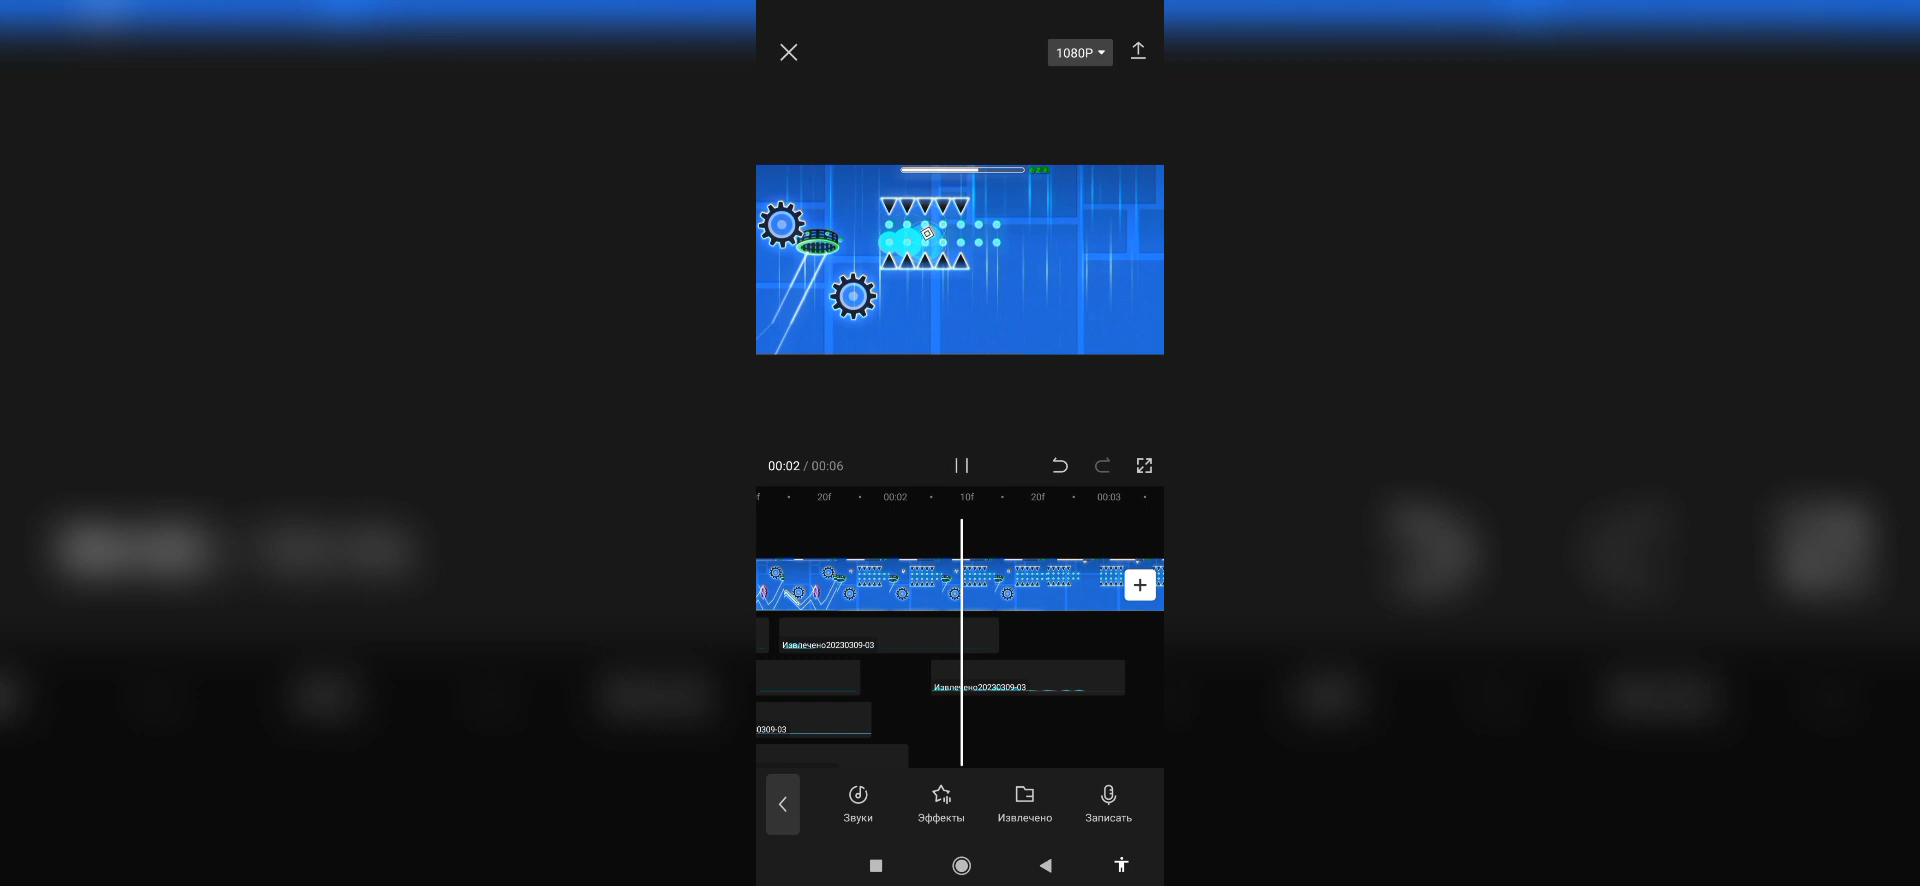 1080P
00:02 / 00:06
f 20f 00:02 10f 20f 00:03
Извлечено20230309-03
Извлечено20230309-03
0309-03
Звуки Эффекты Извлечено Записать